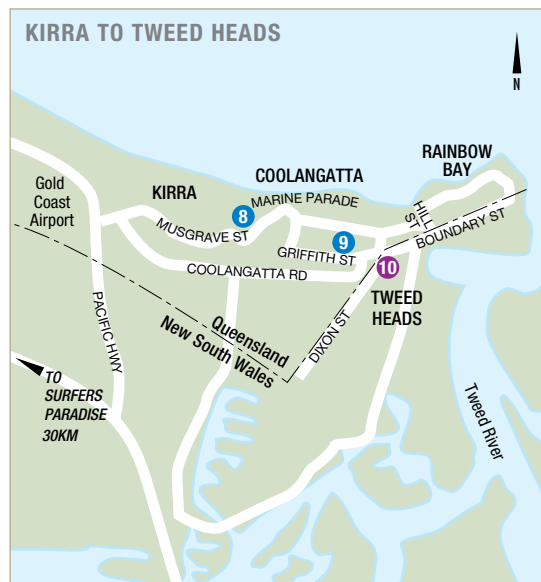 KIRRA TO TWEED HEADS
N
RAINBOW
BAY
COOLANGATTA
Gold
Coast
Airport
KIRRA
MARINE PARADE
8
HILL ST
MUSGRAVE ST
BOUNDARY ST
9
GRIFFITH ST
10
COOLANGATTA RD
TWEED
HEADS
PACIFIC HWY
Queensland
New South Wales
DIXON ST
TO
SURFERS
PARADISE
30KM
Tweed River